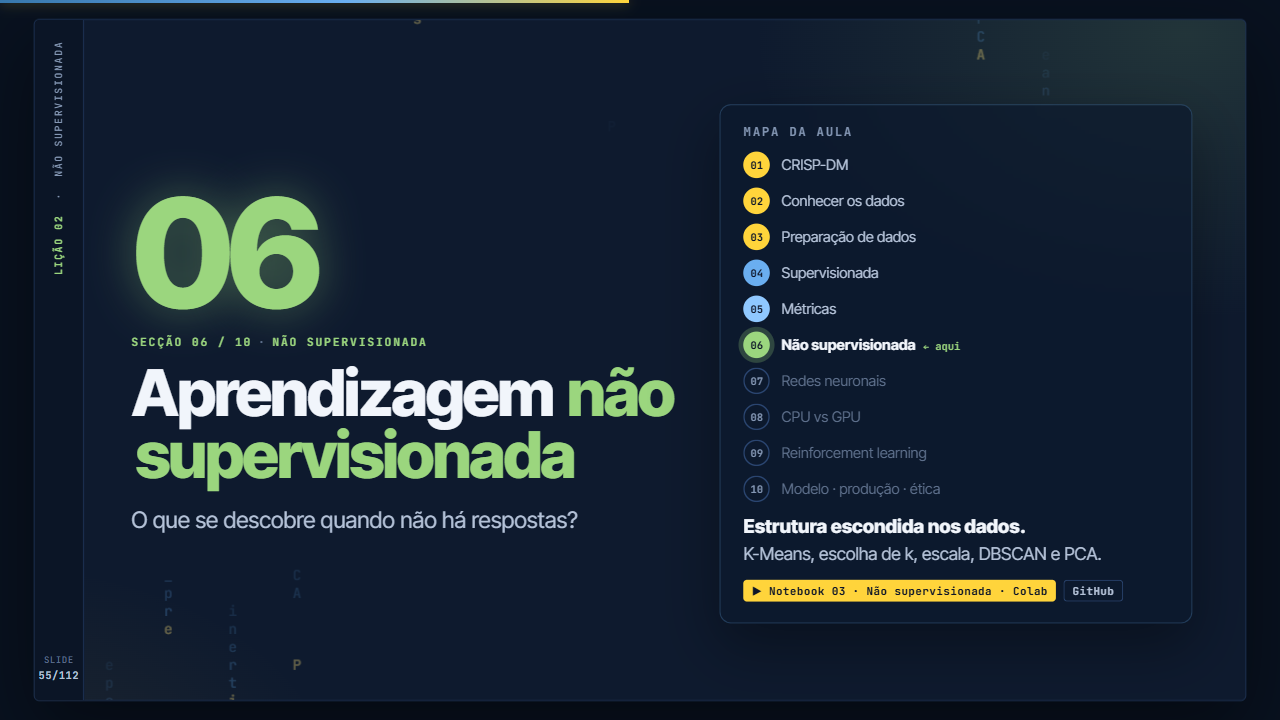 LIÇÃO 02 · NÃO SUPERVISIONADA
06
SECÇÃO 06 / 10 · NÃO SUPERVISIONADA
Aprendizagem não
supervisionada
O que se descobre quando não há respostas?
MAPA DA AULA
01 CRISP-DM
02 Conhecer os dados
03 Preparação de dados
04 Supervisionada
05 Métricas
06 Não supervisionada ← aqui
07 Redes neuronais
08 CPU vs GPU
09 Reinforcement learning
10 Modelo · produção · ética
Estrutura escondida nos dados.
K-Means, escolha de k, escala, DBSCAN e PCA.
▶ Notebook 03 · Não supervisionada · Colab
GitHub
SLIDE
55/112